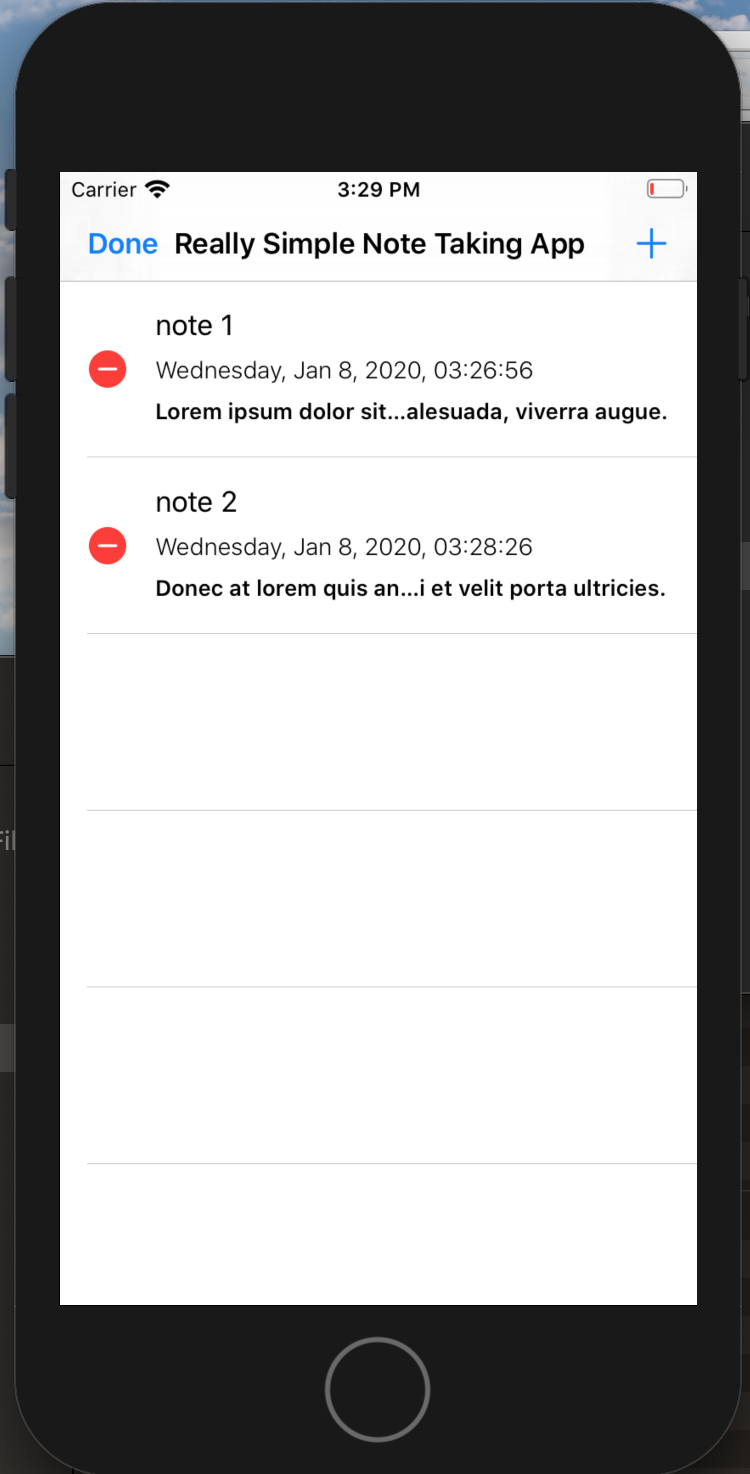 Carrier 3:29 PM
Done Really Simple Note Taking App +
note 1
Wednesday, Jan 8, 2020, 03:26:56
Lorem ipsum dolor sit...alesuada, viverra augue.
note 2
Wednesday, Jan 8, 2020, 03:28:26
Donec at lorem quis an...i et velit porta ultricies.